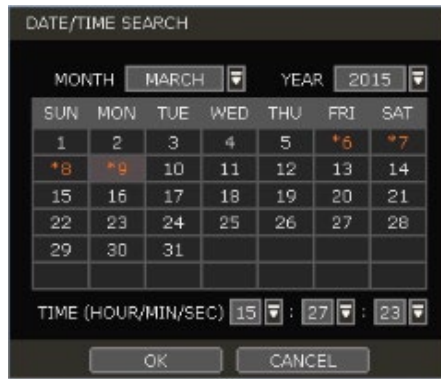 DATE/TIME SEARCH
MONTH MARCH YEAR 2015
SUN MON TUE WED THU FRI SAT
1 2 3 4 5 *6 *7
*8 *9 10 11 12 13 14
15 16 17 18 19 20 21
22 23 24 25 26 27 28
29 30 31
TIME (HOUR/MIN/SEC) 15 : 27 : 23
OK CANCEL